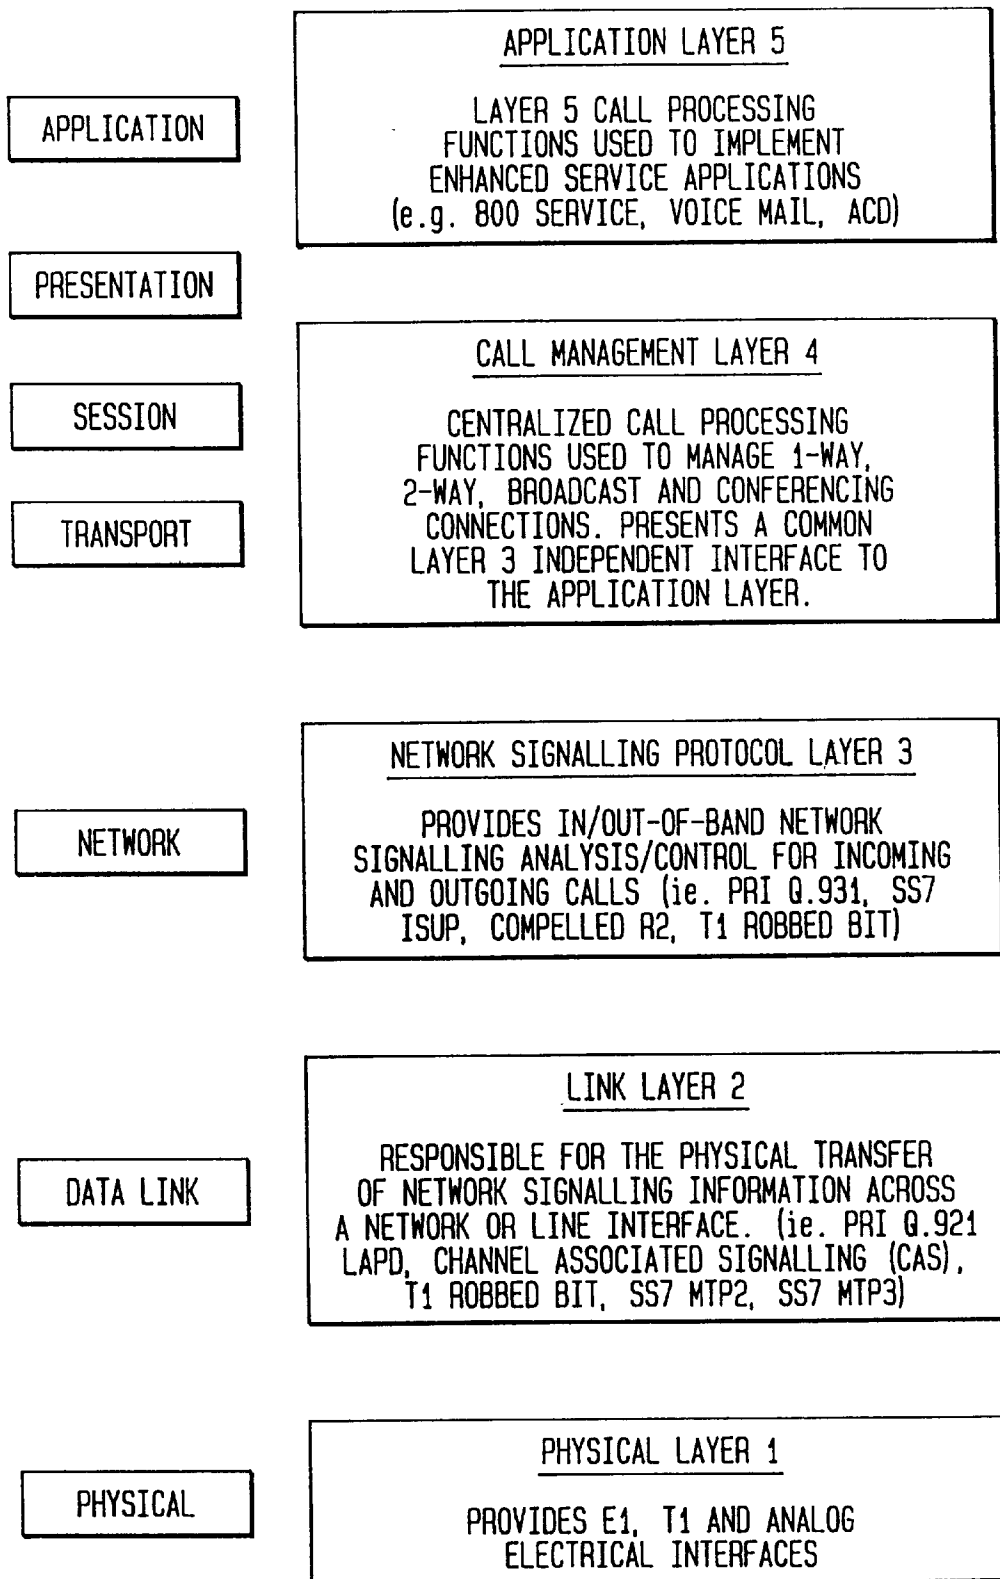 APPLICATION LAYER 5
LAYER 5 CALL PROCESSING
FUNCTIONS USED TO IMPLEMENT
ENHANCED SERVICE APPLICATIONS
(e.g. 800 SERVICE, VOICE MAIL, ACD)
APPLICATION
PRESENTATION
SESSION
TRANSPORT
CALL MANAGEMENT LAYER 4
CENTRALIZED CALL PROCESSING
FUNCTIONS USED TO MANAGE 1-WAY,
2-WAY, BROADCAST AND CONFERENCING
CONNECTIONS. PRESENTS A COMMON
LAYER 3 INDEPENDENT INTERFACE TO
THE APPLICATION LAYER.
NETWORK
NETWORK SIGNALLING PROTOCOL LAYER 3
PROVIDES IN/OUT-OF-BAND NETWORK
SIGNALLING ANALYSIS/CONTROL FOR INCOMING
AND OUTGOING CALLS (ie. PRI Q.931, SS7
ISUP, COMPELLED R2, T1 ROBBED BIT)
DATA LINK
LINK LAYER 2
RESPONSIBLE FOR THE PHYSICAL TRANSFER
OF NETWORK SIGNALLING INFORMATION ACROSS
A NETWORK OR LINE INTERFACE. (ie. PRI Q.921
LAPD, CHANNEL ASSOCIATED SIGNALLING (CAS),
T1 ROBBED BIT, SS7 MTP2, SS7 MTP3)
PHYSICAL
PHYSICAL LAYER 1
PROVIDES E1, T1 AND ANALOG
ELECTRICAL INTERFACES